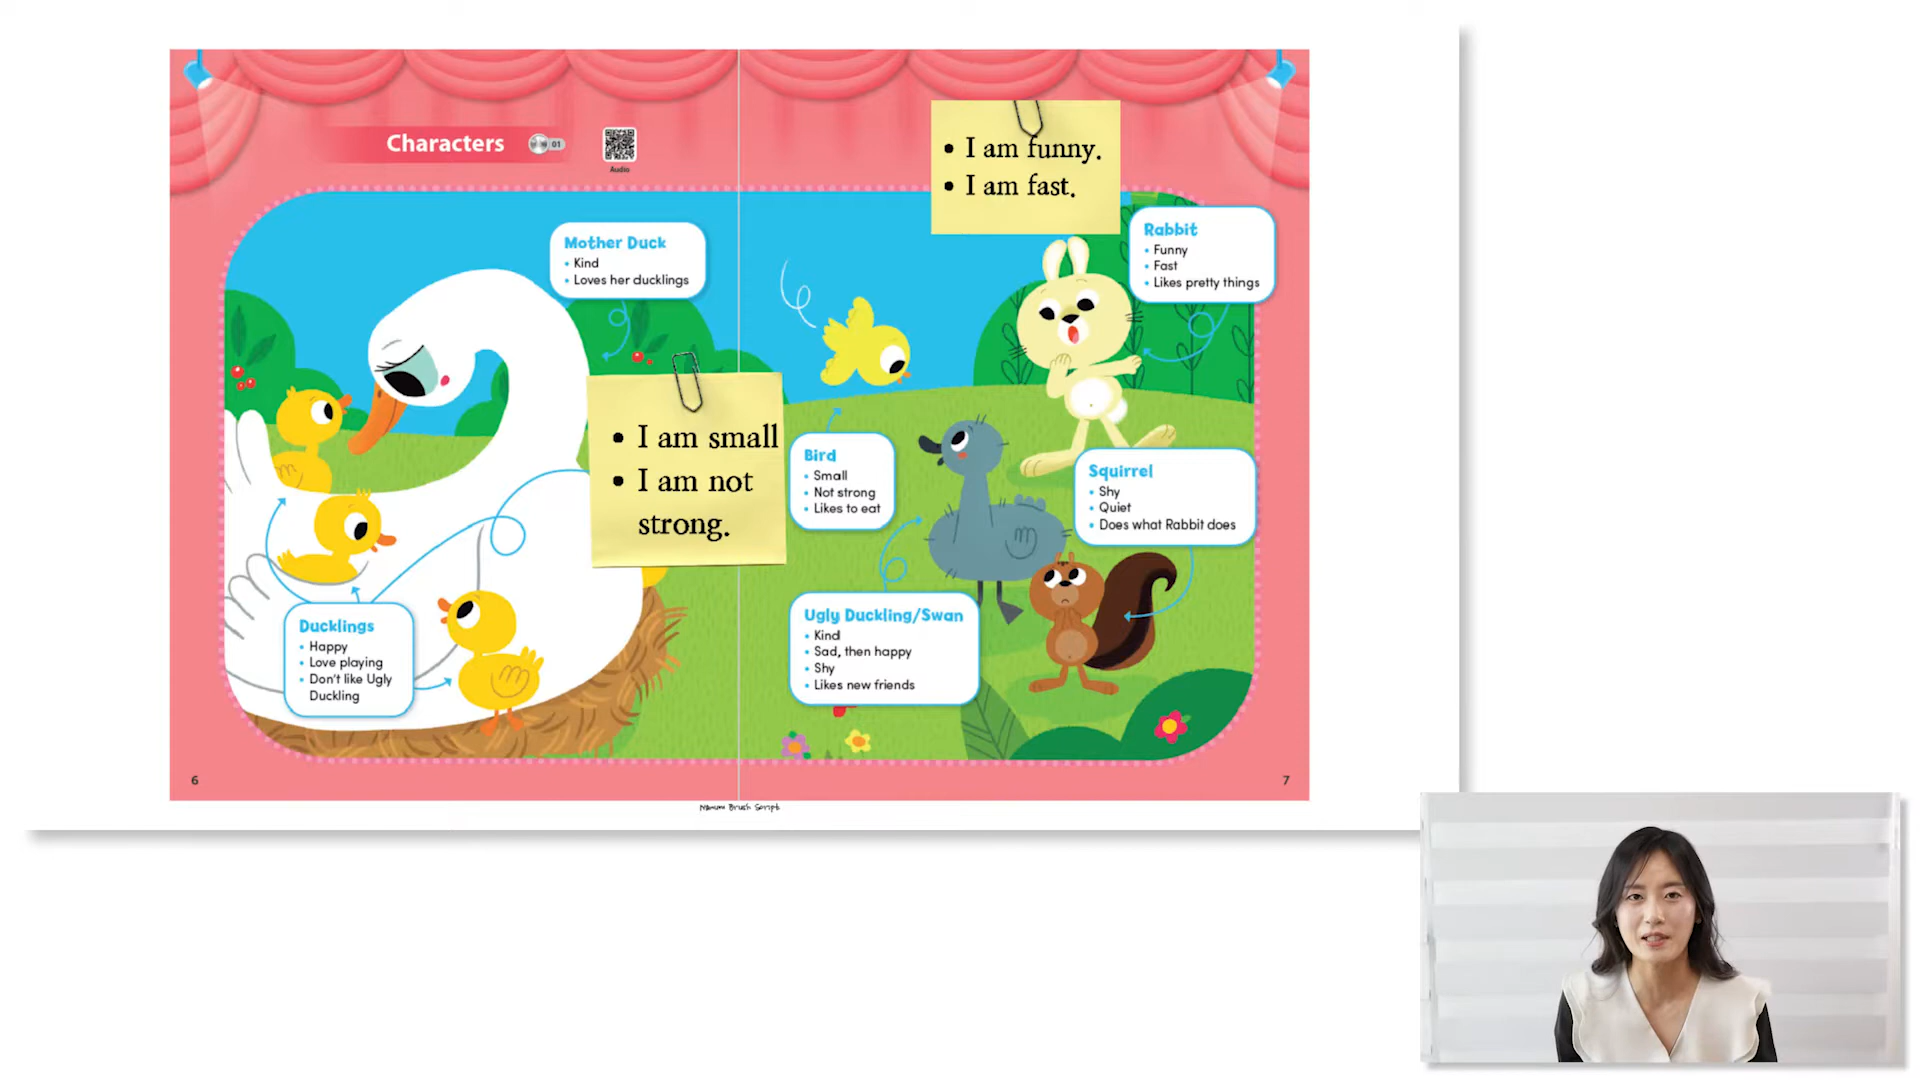 Characters
01
Audio
• I am funny.
• I am fast.
Mother Duck
• Kind
• Loves her ducklings
Rabbit
• Funny
• Fast
• Likes pretty things
• I am small
• I am not
strong.
Bird
• Small
• Not strong
• Likes to eat
Squirrel
• Shy
• Quiet
• Does what Rabbit does
Ducklings
• Happy
• Love playing
• Don't like Ugly
Duckling
Ugly Duckling/Swan
• Kind
• Sad, then happy
• Shy
• Likes new friends
6
7
Nanum Brush Script